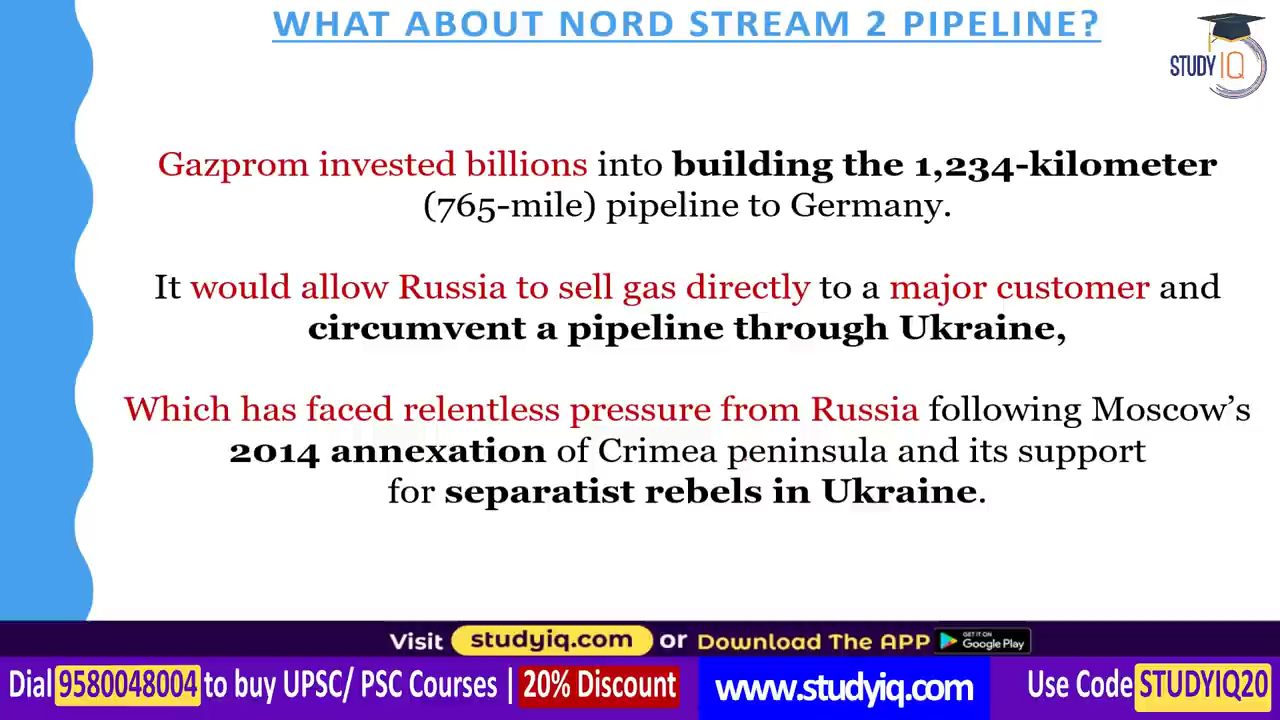 WHAT ABOUT NORD STREAM 2 PIPELINE?
STUDY IQ
Gazprom invested billions into building the 1,234-kilometer
(765-mile) pipeline to Germany.
It would allow Russia to sell gas directly to a major customer and
circumvent a pipeline through Ukraine,
Which has faced relentless pressure from Russia following Moscow’s
2014 annexation of Crimea peninsula and its support
for separatist rebels in Ukraine.
Visit studyiq.com or Download The APP GET IT ON Google Play
Dial 9580048004 to buy UPSC/ PSC Courses | 20% Discount www.studyiq.com Use Code STUDYIQ20